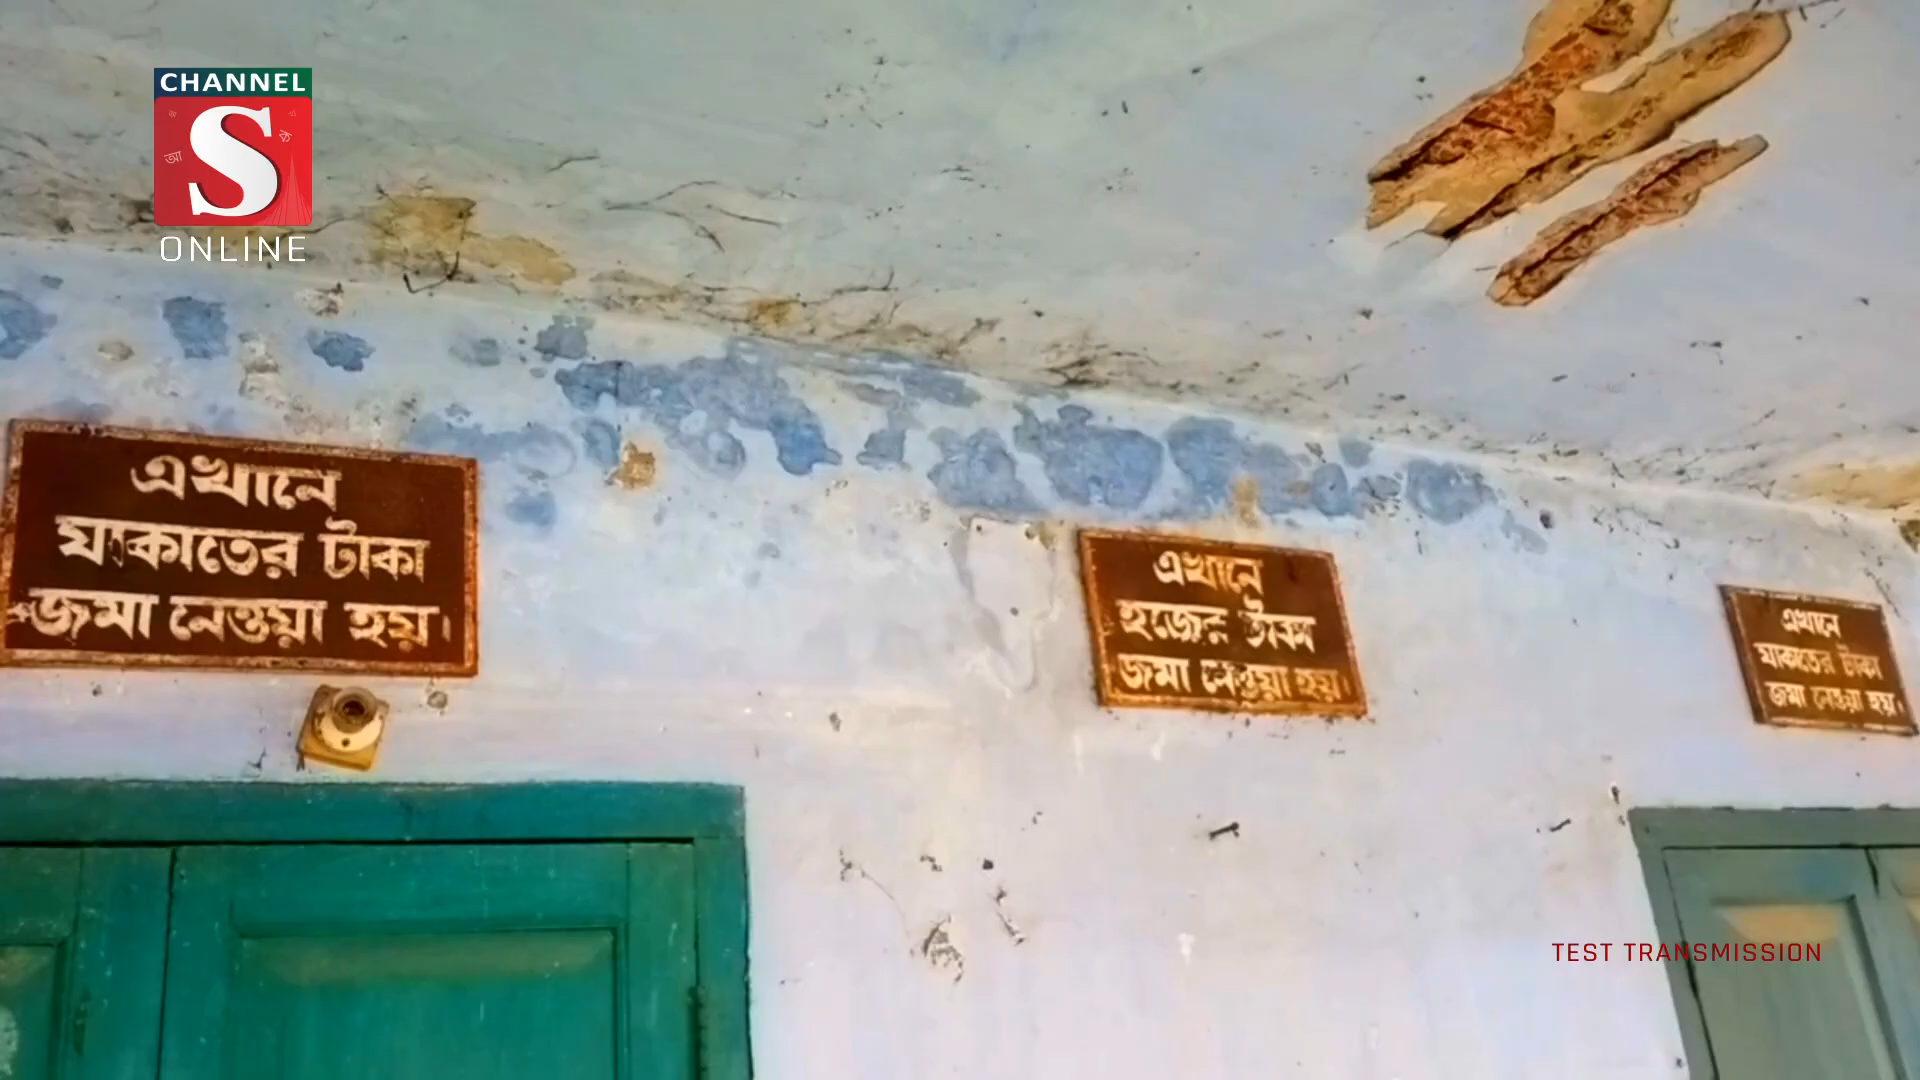 CHANNEL
S
আ
ক
ONLINE
এখানে
যাকাতের টাকা
জমা নেওয়া হয়।
এখানে
হজের টাকা
জমা নেওয়া হয়।
এখানে
যাকাতের টাকা
জমা নেওয়া হয়।
TEST TRANSMISSION